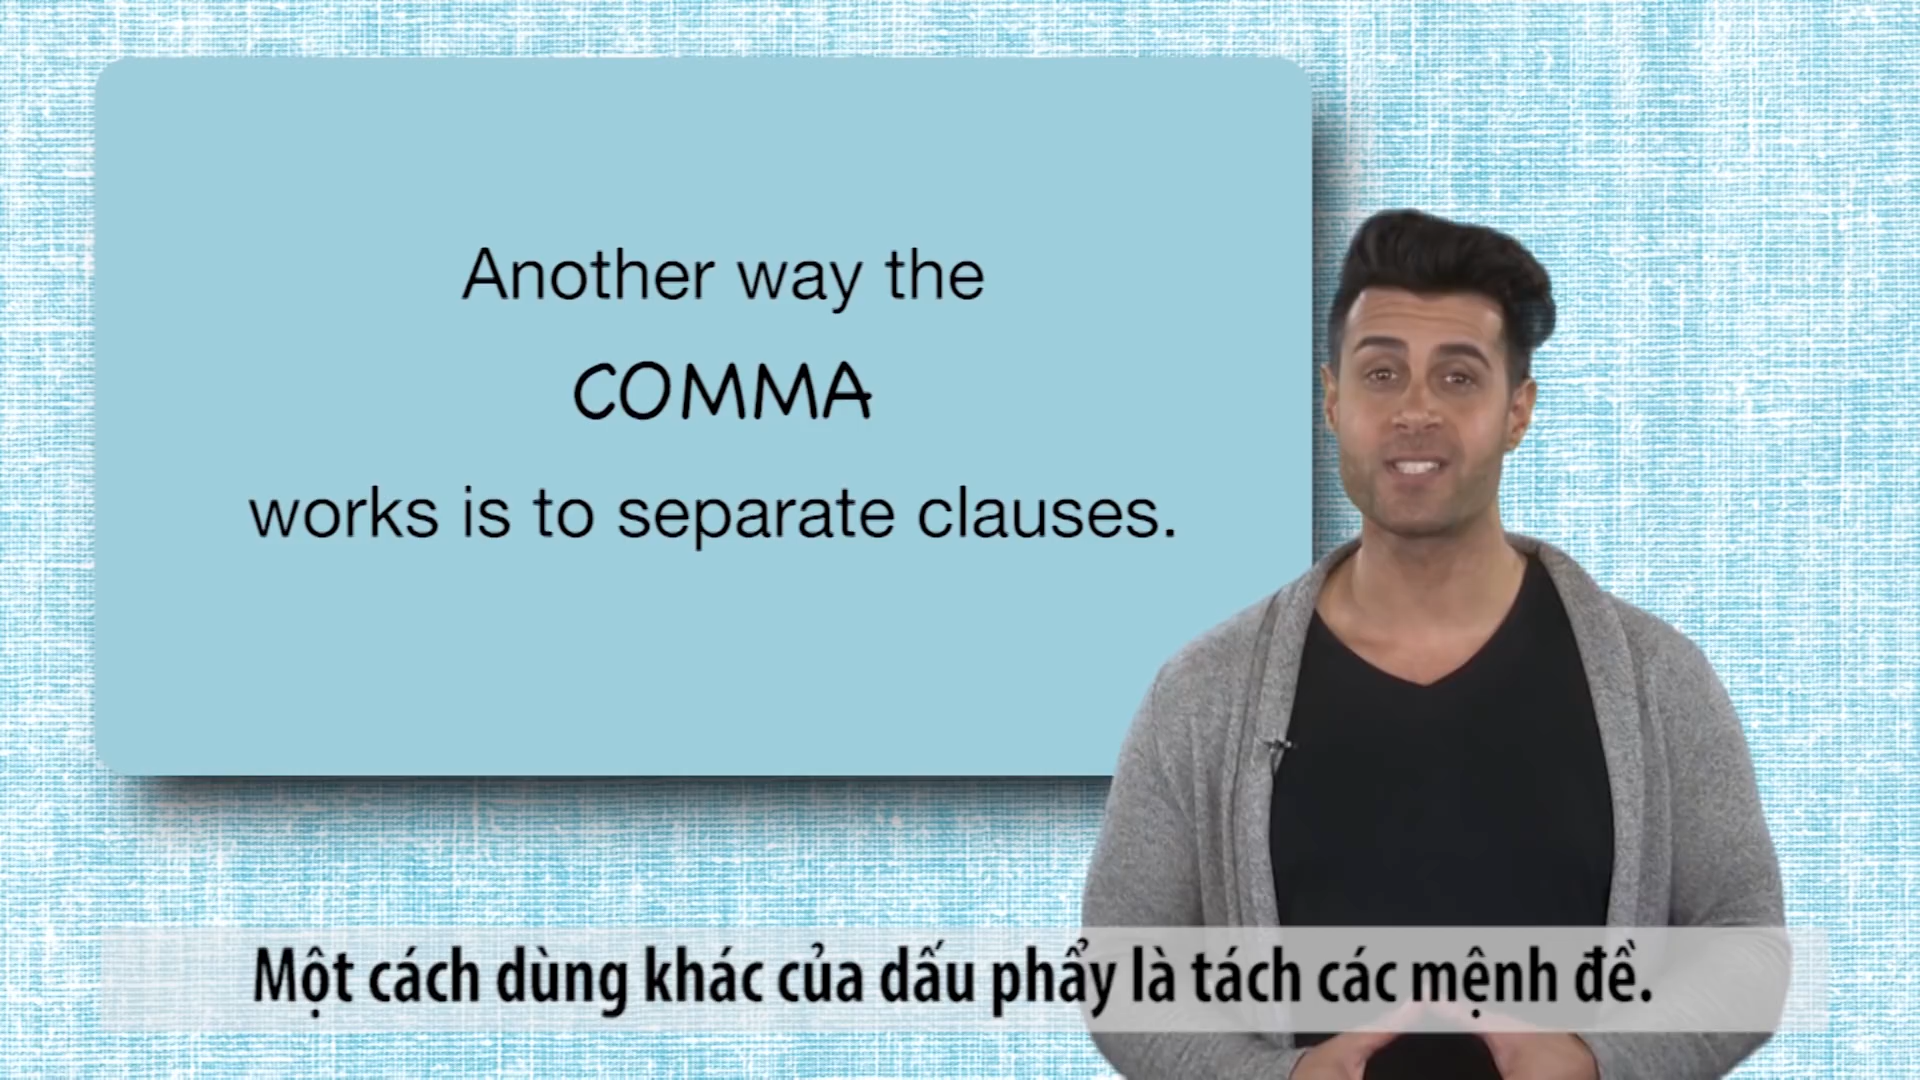 Another way the
COMMA
works is to separate clauses.
Một cách dùng khác của dấu phẩy là tách các mệnh đề.